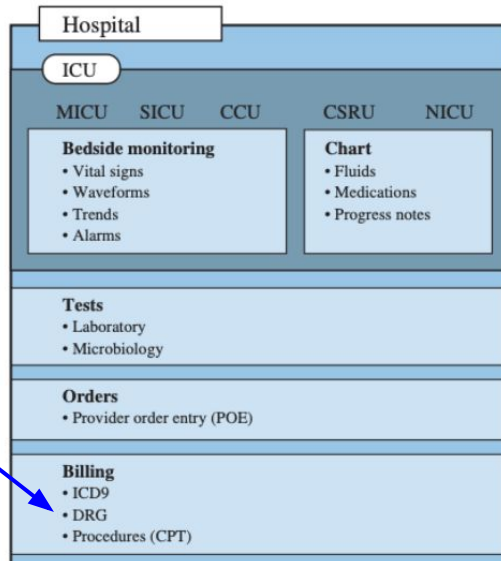 Hospital
ICU
MICU SICU CCU CSRU NICU
Bedside monitoring
• Vital signs
• Waveforms
• Trends
• Alarms
Chart
• Fluids
• Medications
• Progress notes
Tests
• Laboratory
• Microbiology
Orders
• Provider order entry (POE)
Billing
• ICD9
• DRG
• Procedures (CPT)